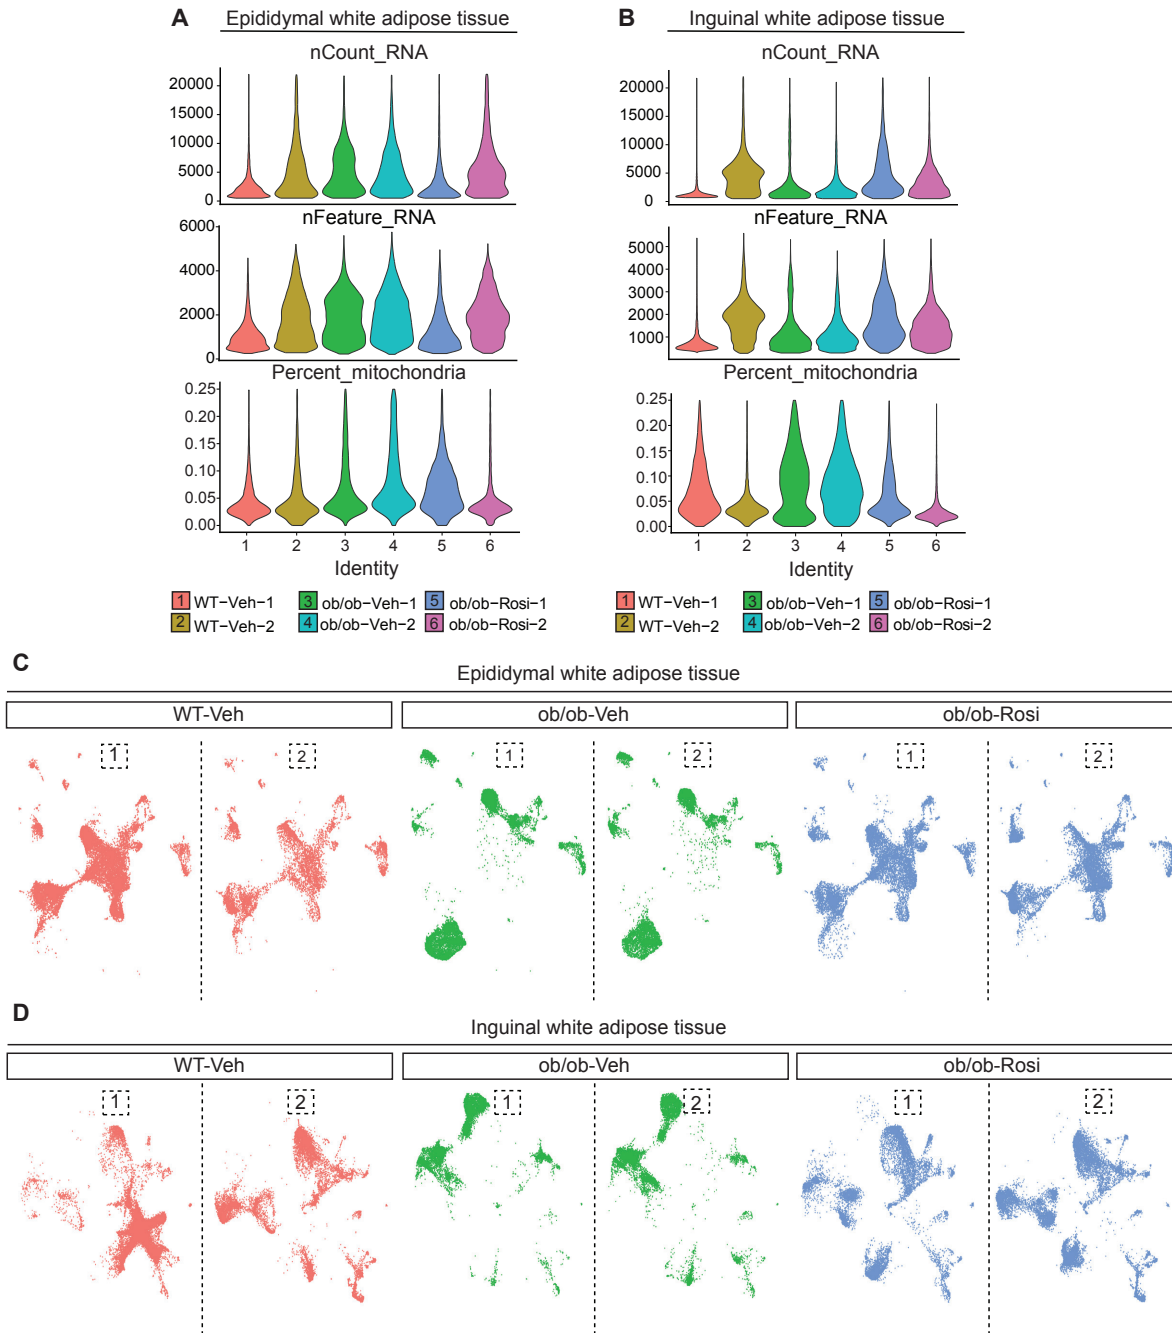 A
Epididymal white adipose tissue
nCount_RNA
20000
15000
10000
5000
0
nFeature_RNA
6000
4000
2000
0
Percent_mitochondria
0.25
0.20
0.15
0.10
0.05
0.00
1 2 3 4 5 6
Identity
1 WT−Veh−1
3 ob/ob−Veh−1
5 ob/ob−Rosi−1
2 WT−Veh−2
4 ob/ob−Veh−2
6 ob/ob−Rosi−2
B
Inguinal white adipose tissue
nCount_RNA
20000
15000
10000
5000
0
nFeature_RNA
5000
4000
3000
2000
1000
Percent_mitochondria
0.25
0.20
0.15
0.10
0.05
0.00
1 2 3 4 5 6
Identity
1 WT−Veh−1
3 ob/ob−Veh−1
5 ob/ob−Rosi−1
2 WT−Veh−2
4 ob/ob−Veh−2
6 ob/ob−Rosi−2
C
Epididymal white adipose tissue
WT-Veh
ob/ob-Veh
ob/ob-Rosi
1 2 1 2 1 2
D
Inguinal white adipose tissue
WT-Veh
ob/ob-Veh
ob/ob-Rosi
1 2 1 2 1 2